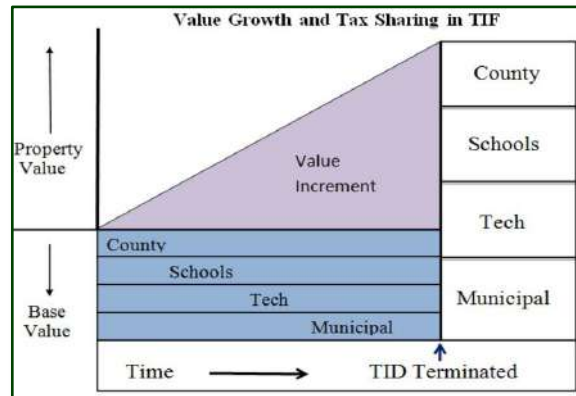 Value Growth and Tax Sharing in TIF
Property
Value
Base
Value
Value
Increment
County
Schools
Tech
Municipal
County
Schools
Tech
Municipal
Time
TID Terminated